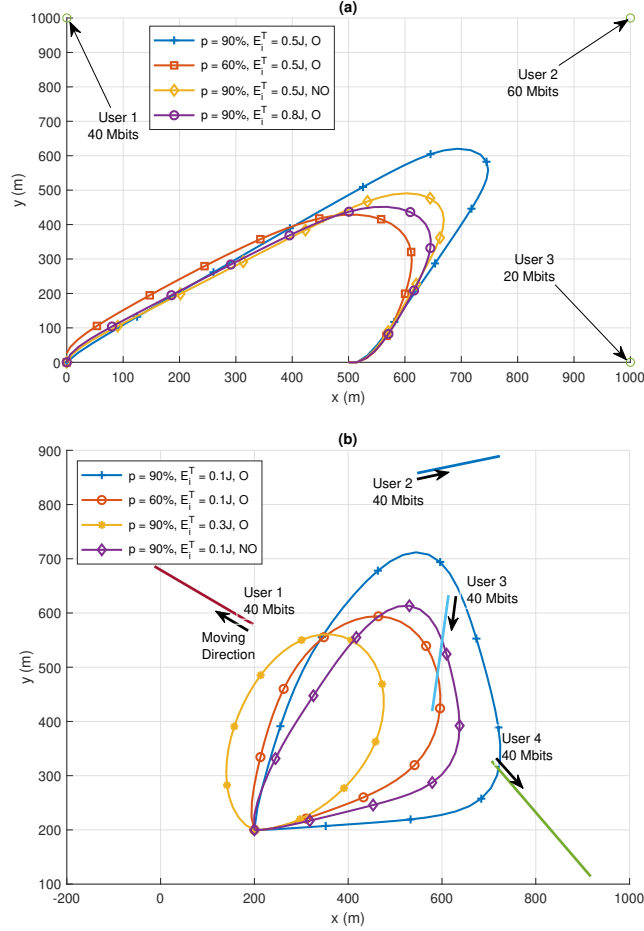 (a)
1000
900
800
700
600
500
400
300
200
100
0
y (m)
p = 90%, E_i^T = 0.5J, O
p = 60%, E_i^T = 0.5J, O
p = 90%, E_i^T = 0.5J, NO
p = 90%, E_i^T = 0.8J, O
User 1
40 Mbits
User 2
60 Mbits
User 3
20 Mbits
0 100 200 300 400 500 600 700 800 900 1000
x (m)
(b)
900
800
700
600
500
400
300
200
100
y (m)
p = 90%, E_i^T = 0.1J, O
p = 60%, E_i^T = 0.1J, O
p = 90%, E_i^T = 0.3J, O
p = 90%, E_i^T = 0.1J, NO
User 2
40 Mbits
User 1
40 Mbits
Moving
Direction
User 3
40 Mbits
User 4
40 Mbits
-200 0 200 400 600 800 1000
x (m)